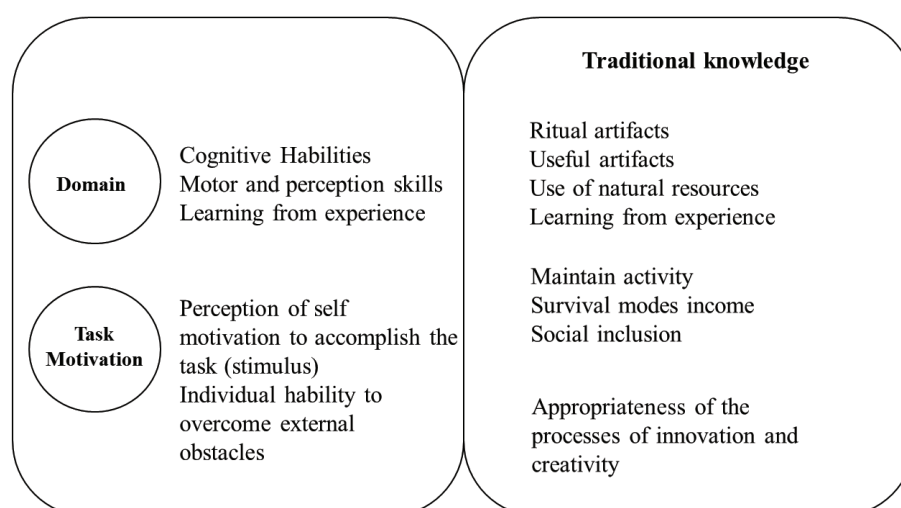 Domain
Cognitive Habilities
Motor and perception skills
Learning from experience
Task
Motivation
Perception of self
motivation to accomplish the
task (stimulus)
Individual hability to
overcome external
obstacles
Traditional knowledge
Ritual artifacts
Useful artifacts
Use of natural resources
Learning from experience
Maintain activity
Survival modes income
Social inclusion
Appropriateness of the
processes of innovation and
creativity